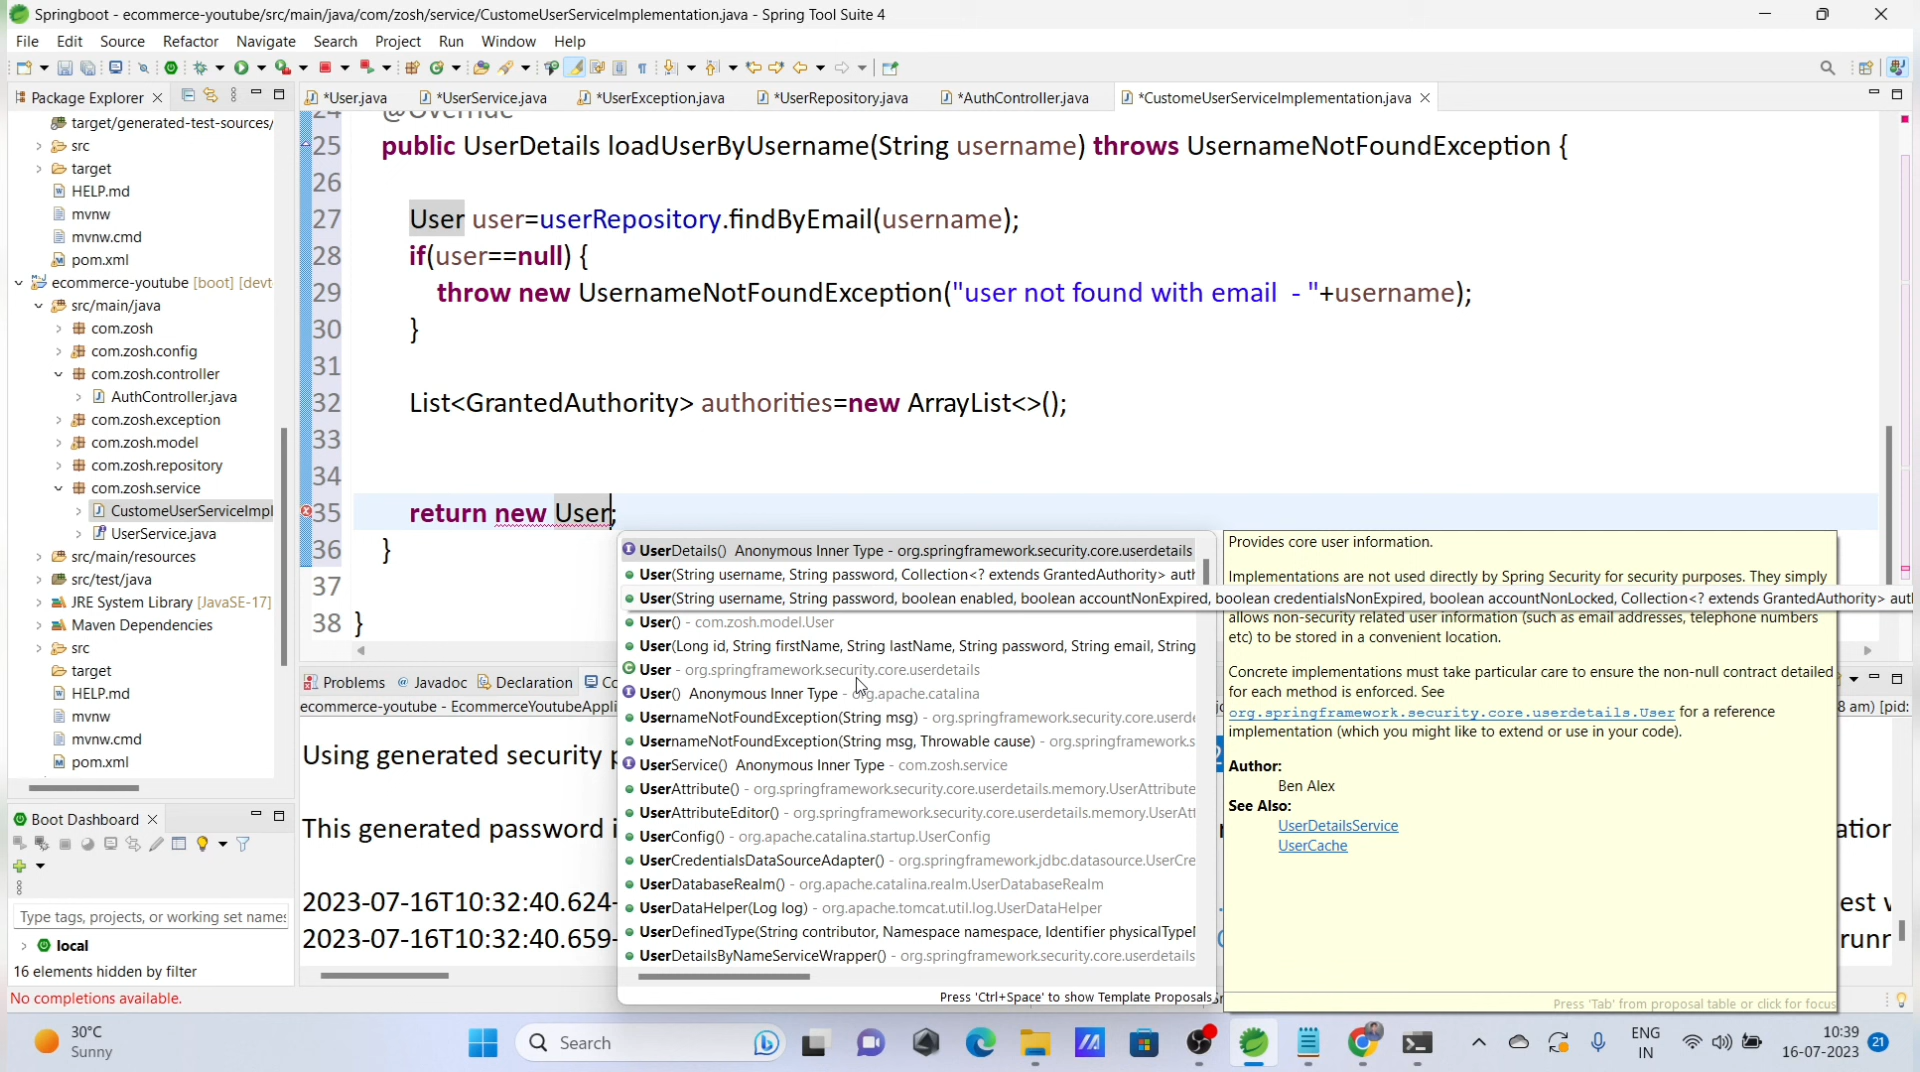 Springboot - ecommerce-youtube/src/main/java/com/zosh/service/CustomeUserServiceImplementation.java - Spring Tool Suite 4
File Edit Source Refactor Navigate Search Project Run Window Help
Package Explorer
*User.java *UserService.java *UserException.java *UserRepository.java *AuthController.java *CustomeUserServiceImplementation.java
target/generated-test-sources/
src
target
HELP.md
mvnw
mvnw.cmd
pom.xml
ecommerce-youtube [boot] [devt
src/main/java
com.zosh
com.zosh.config
com.zosh.controller
AuthController.java
com.zosh.exception
com.zosh.model
com.zosh.repository
com.zosh.service
CustomeUserServiceImpl
UserService.java
src/main/resources
src/test/java
JRE System Library [JavaSE-17]
Maven Dependencies
src
target
HELP.md
mvnw
mvnw.cmd
pom.xml
24 @Override
25 public UserDetails loadUserByUsername(String username) throws UsernameNotFoundException {
26
27 User user=userRepository.findByEmail(username);
28 if(user==null) {
29 throw new UsernameNotFoundException("user not found with email  - "+username);
30 }
31
32 List<GrantedAuthority> authorities=new ArrayList<>();
33
34
35 return new User;
36 }
37
38 }
UserDetails()  Anonymous Inner Type - org.springframework.security.core.userdetails
User(String username, String password, Collection<? extends GrantedAuthority> auth
User(String username, String password, boolean enabled, boolean accountNonExpired, boolean credentialsNonExpired, boolean accountNonLocked, Collection<? extends GrantedAuthority> aut
User() - com.zosh.model.User
User(Long id, String firstName, String lastName, String password, String email, String
User - org.springframework.security.core.userdetails
User()  Anonymous Inner Type - org.apache.catalina
UsernameNotFoundException(String msg) - org.springframework.security.core.userde
UsernameNotFoundException(String msg, Throwable cause) - org.springframework.s
UserService()  Anonymous Inner Type - com.zosh.service
UserAttribute() - org.springframework.security.core.userdetails.memory.UserAttribute
UserAttributeEditor() - org.springframework.security.core.userdetails.memory.UserAtt
UserConfig() - org.apache.catalina.startup.UserConfig
UserCredentialsDataSourceAdapter() - org.springframework.jdbc.datasource.UserCre
UserDatabaseRealm() - org.apache.catalina.realm.UserDatabaseRealm
UserDataHelper(Log log) - org.apache.tomcat.util.log.UserDataHelper
UserDefinedType(String contributor, Namespace namespace, Identifier physicalTypeI
UserDetailsByNameServiceWrapper() - org.springframework.security.core.userdetails
Press 'Ctrl+Space' to show Template Proposals
Provides core user information.
Implementations are not used directly by Spring Security for security purposes. They simply
allows non-security related user information (such as email addresses, telephone numbers
etc) to be stored in a convenient location.
Concrete implementations must take particular care to ensure the non-null contract detailed
for each method is enforced. See
org.springframework.security.core.userdetails.User for a reference
implementation (which you might like to extend or use in your code).
Author:
Ben Alex
See Also:
UserDetailsService
UserCache
Press 'Tab' from proposal table or click for focus
Problems Javadoc Declaration Co
ecommerce-youtube - EcommerceYoutubeAppli
8 am) [pid:
Using generated security p
This generated password i
ation
2023-07-16T10:32:40.624-
est v
2023-07-16T10:32:40.659-
runr
Boot Dashboard
Type tags, projects, or working set names
local
16 elements hidden by filter
No completions available.
30°C
Sunny
Search
ENG
IN
10:39
16-07-2023
21